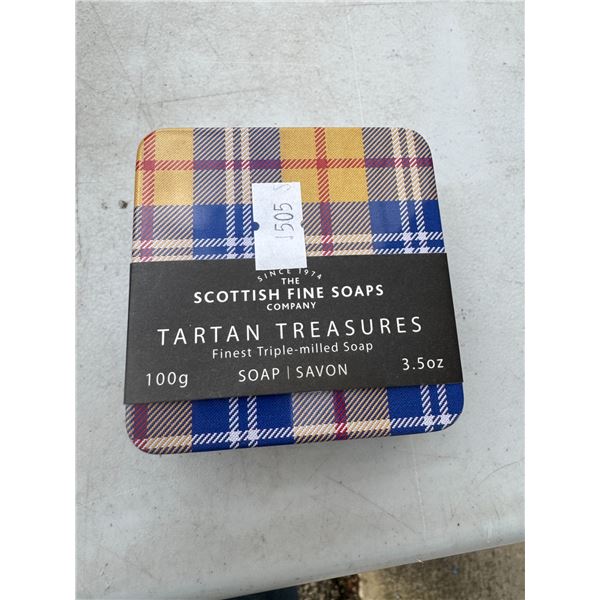 1505 S
SINCE 1974
THE
SCOTTISH FINE SOAPS
COMPANY
TARTAN TREASURES
Finest Triple-milled Soap
100g SOAP | SAVON 3.5oz